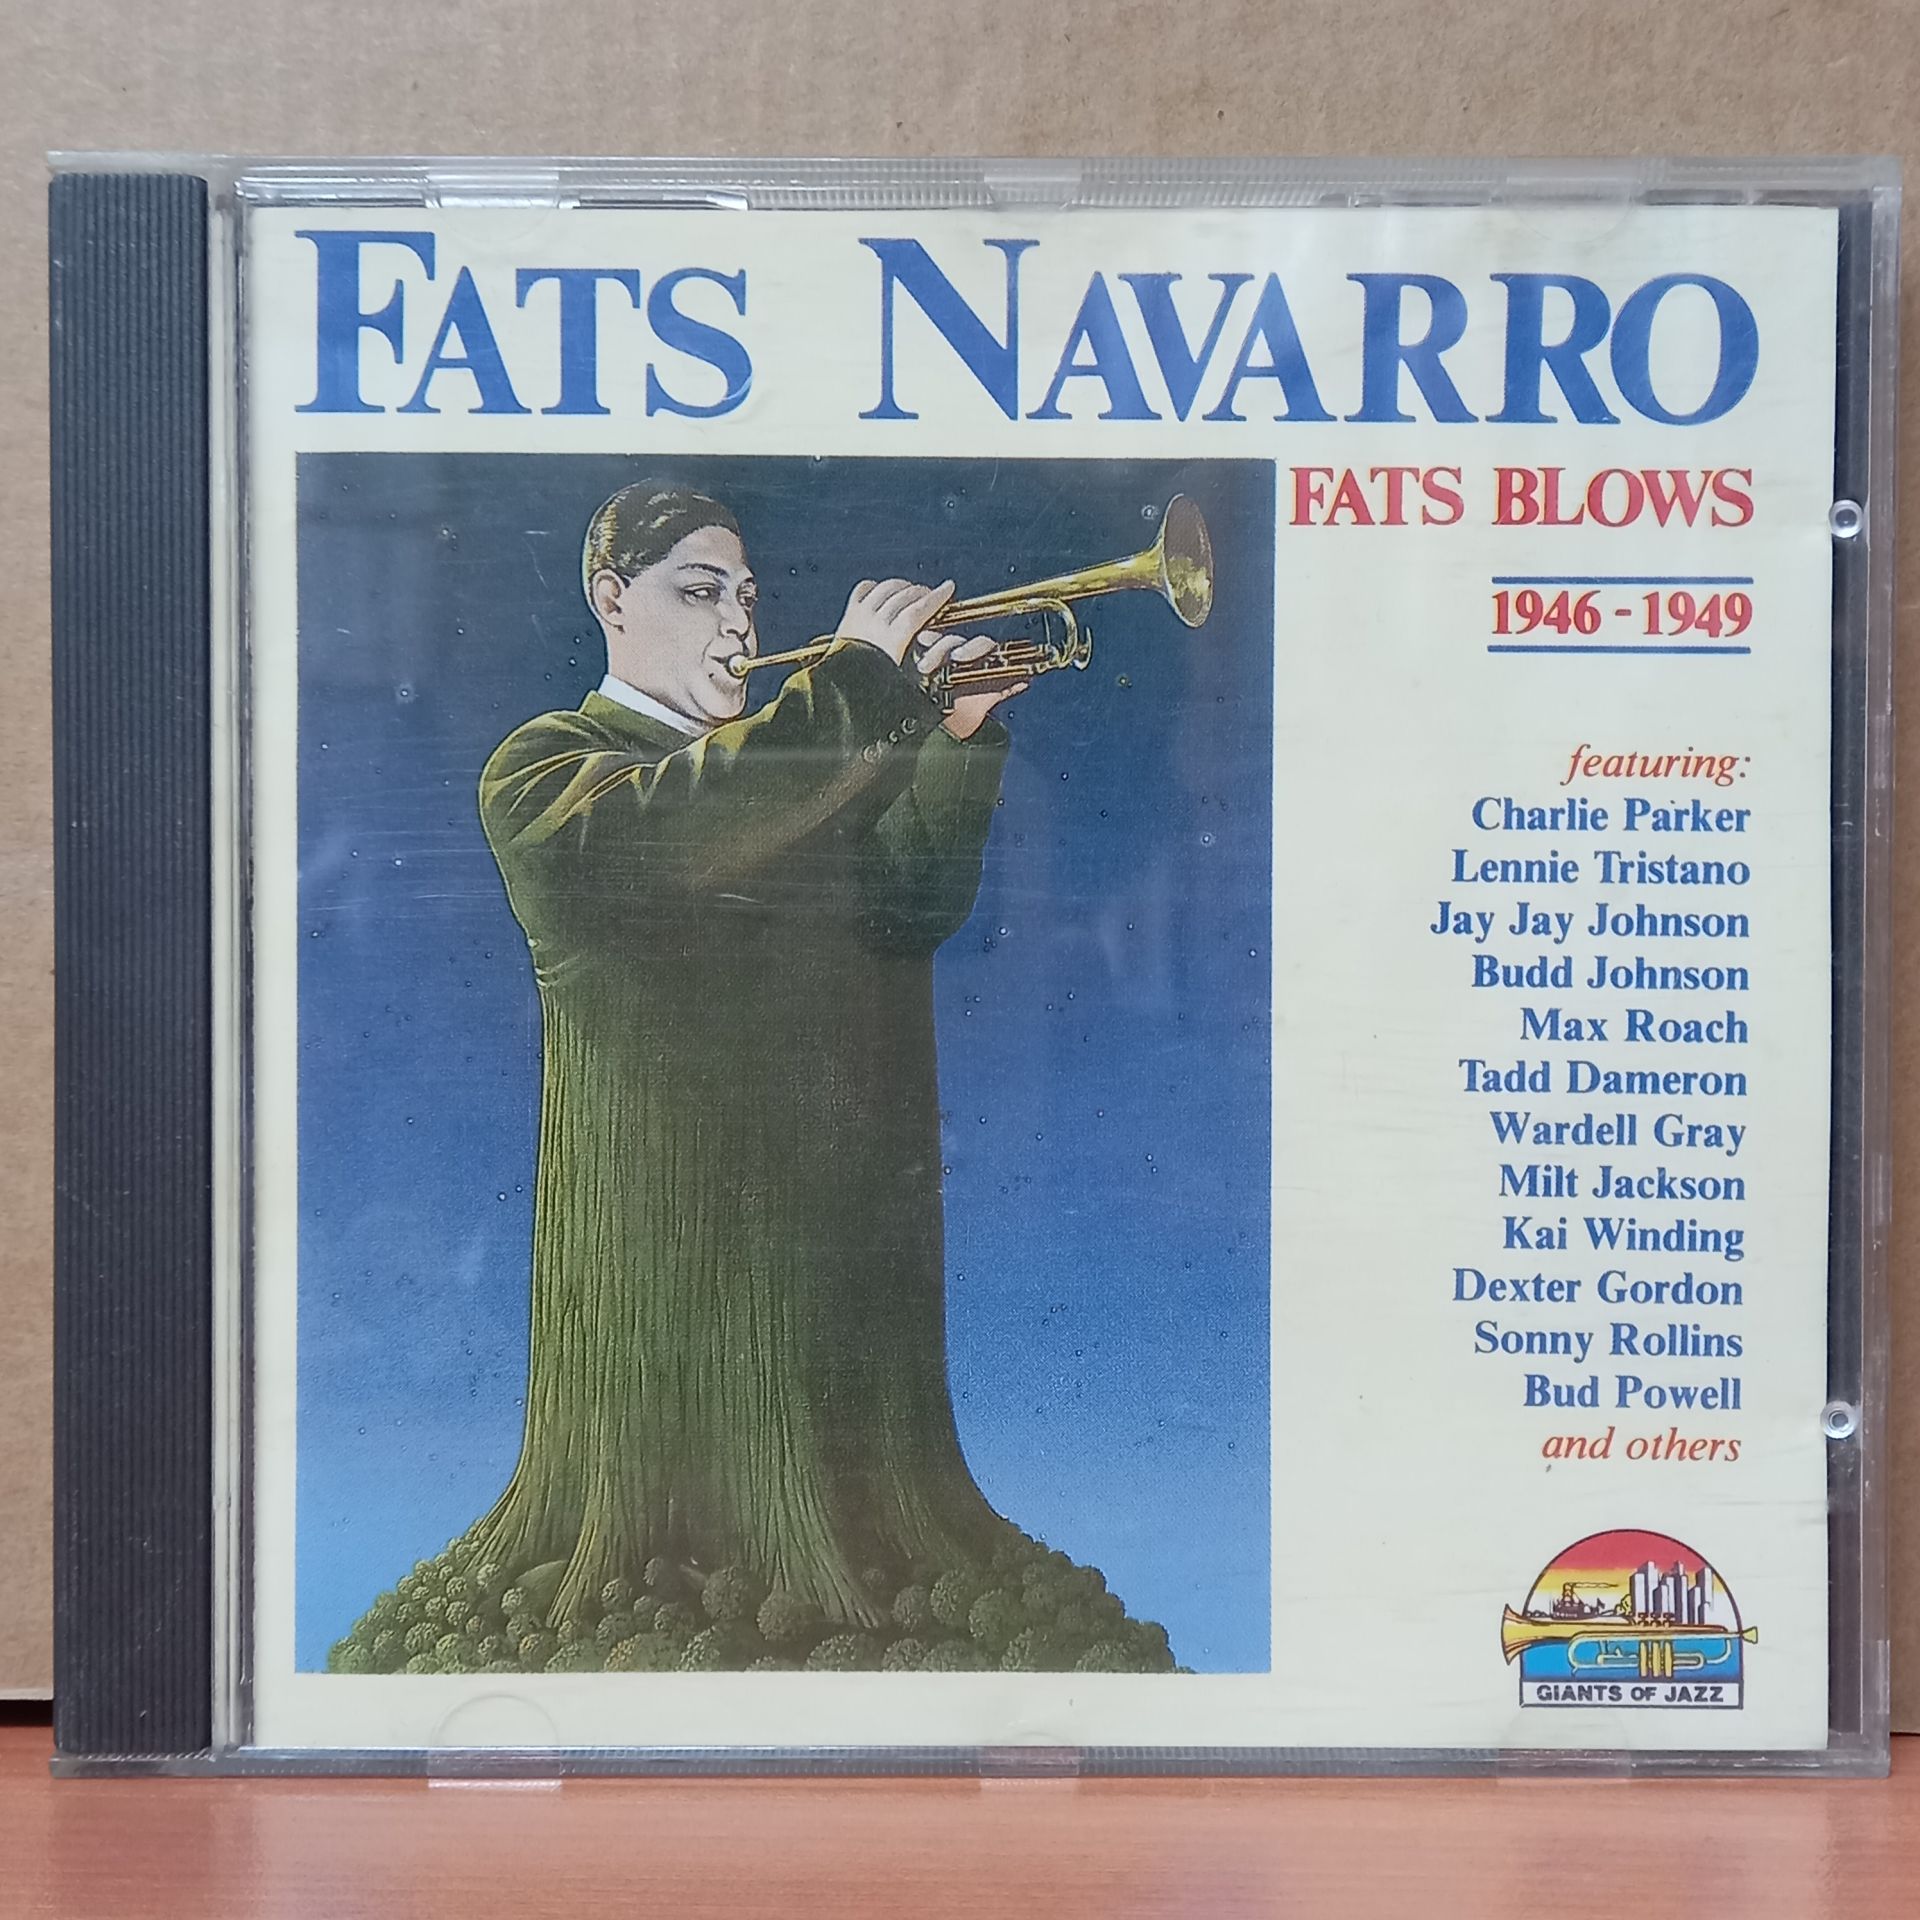 FATS NAVARRO
FATS BLOWS
1946 - 1949
featuring:
Charlie Parker
Lennie Tristano
Jay Jay Johnson
Budd Johnson
Max Roach
Tadd Dameron
Wardell Gray
Milt Jackson
Kai Winding
Dexter Gordon
Sonny Rollins
Bud Powell
and others
GIANTS OF JAZZ